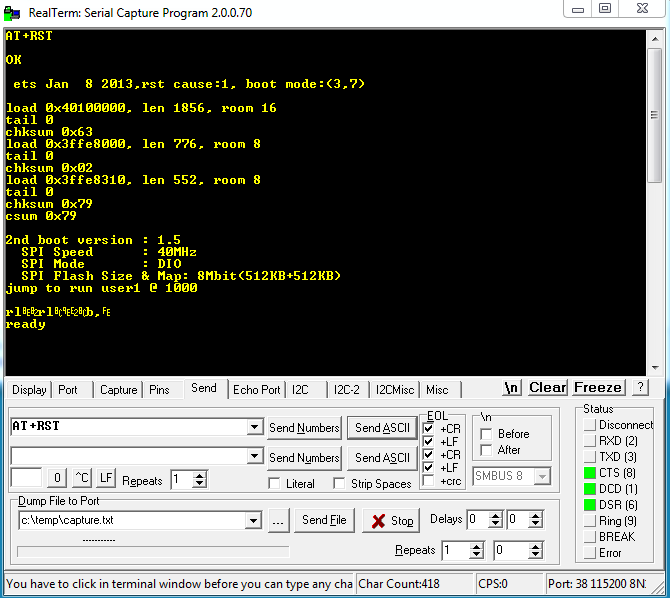 RealTerm: Serial Capture Program 2.0.0.70
AT+RST
OK
ets Jan  8 2013,rst cause:1, boot mode:(3,7)
load 0x40100000, len 1856, room 16
tail 0
chksum 0x63
load 0x3ffe8000, len 776, room 8
tail 0
chksum 0x02
load 0x3ffe8310, len 552, room 8
tail 0
chksum 0x79
csum 0x79
2nd boot version : 1.5
SPI Speed      : 40MHz
SPI Mode       : DIO
SPI Flash Size & Map: 8Mbit(512KB+512KB)
jump to run user1 @ 1000
ready
Display Port Capture Pins Send Echo Port I2C I2C-2 I2CMisc Misc \n Clear Freeze ?
AT+RST
Send Numbers Send ASCII
Send Numbers Send ASCII
0 ^C LF Repeats 1
Literal Strip Spaces
EOL
+CR
+LF
+CR
+LF
+crc
\n
Before
After
SMBUS 8
Dump File to Port
c:\temp\capture.txt
... Send File Stop Delays 0 0
Repeats 1 0
Status
Disconnect
RXD (2)
TXD (3)
CTS (8)
DCD (1)
DSR (6)
Ring (9)
BREAK
Error
You have to click in terminal window before you can type any cha Char Count:418 CPS:0 Port: 38 115200 8N